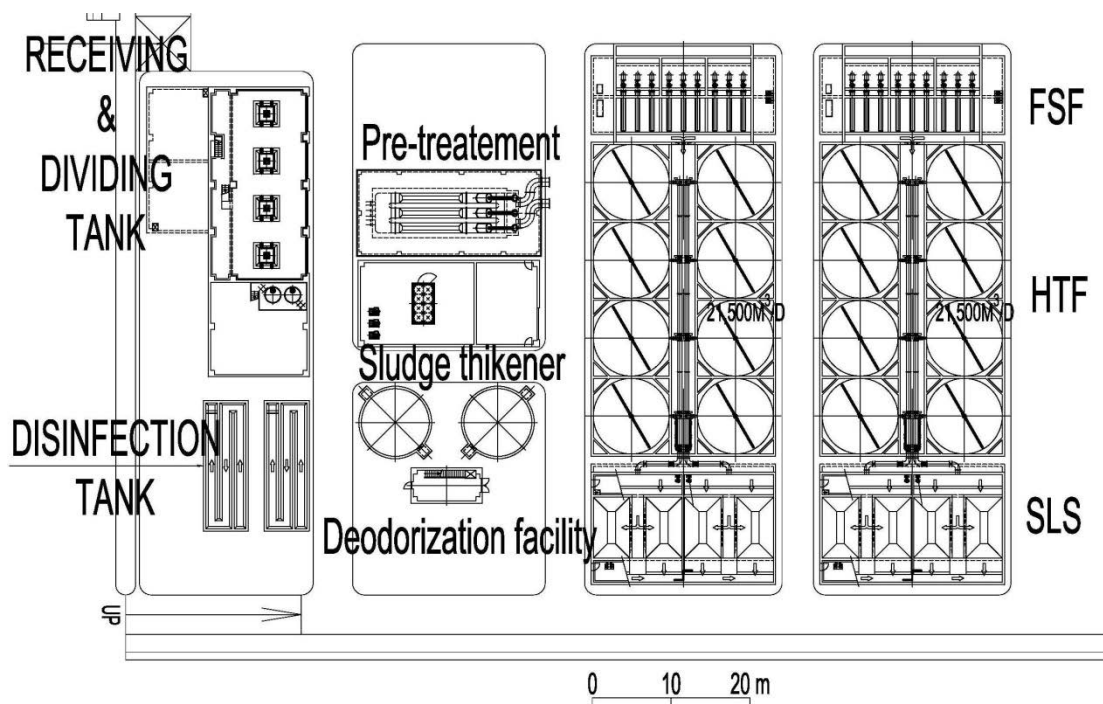 RECEIVING
&
DIVIDING
TANK
Pre-treatement
FSF
HTF
21,500M³/D
21,500M³/D
Sludge thikener
DISINFECTION
TANK
Deodorization facility
SLS
UP
0 10 20 m